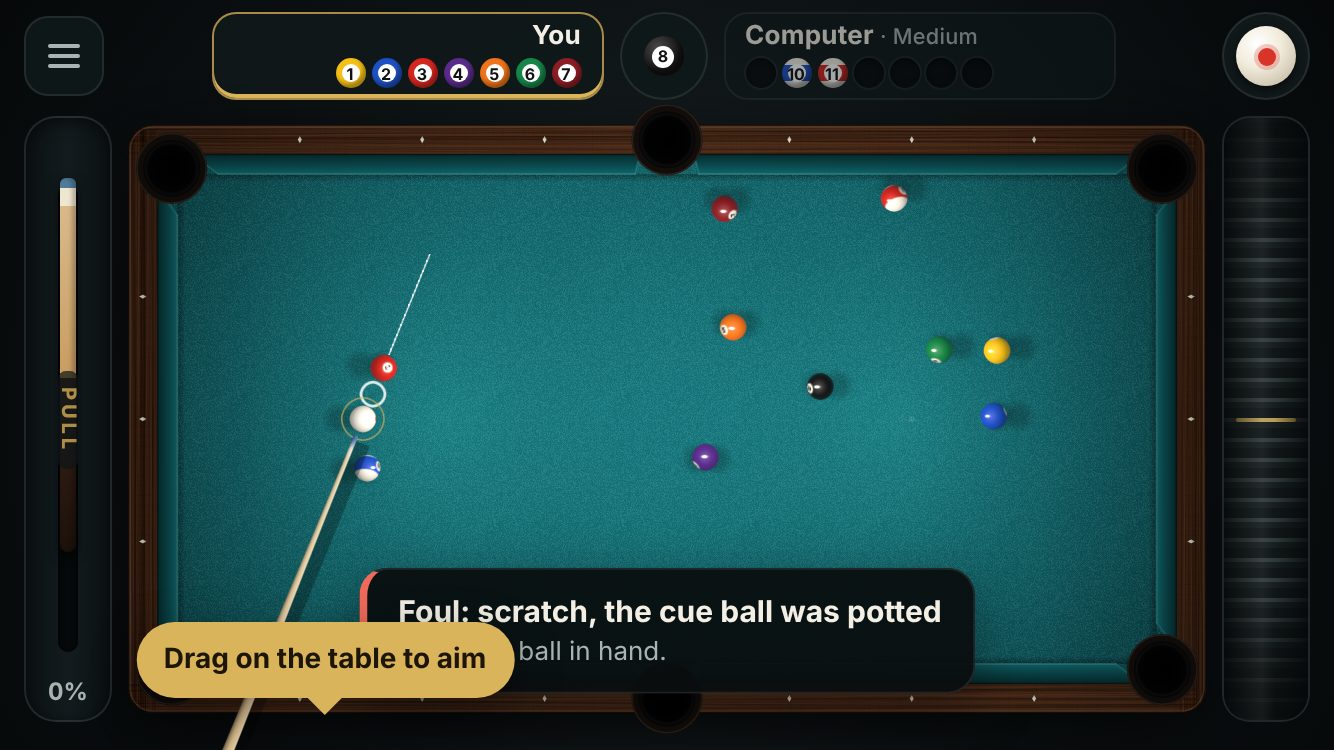 You
1 2 3 4 5 6 7
8
Computer · Medium
10 11
PULL
0%
Foul: scratch, the cue ball was potted
ball in hand.
Drag on the table to aim